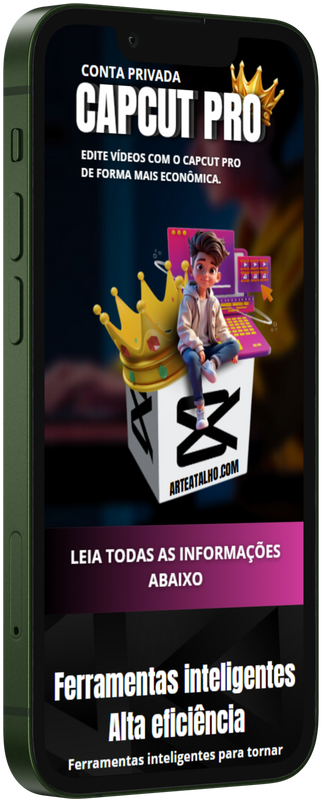 CONTA PRIVADA
CAPCUT PRO
EDITE VÍDEOS COM O CAPCUT PRO
DE FORMA MAIS ECONÔMICA.
ARTEATALHO.COM
LEIA TODAS AS INFORMAÇÕES
ABAIXO
Ferramentas inteligentes
Alta eficiência
Ferramentas inteligentes para tornar